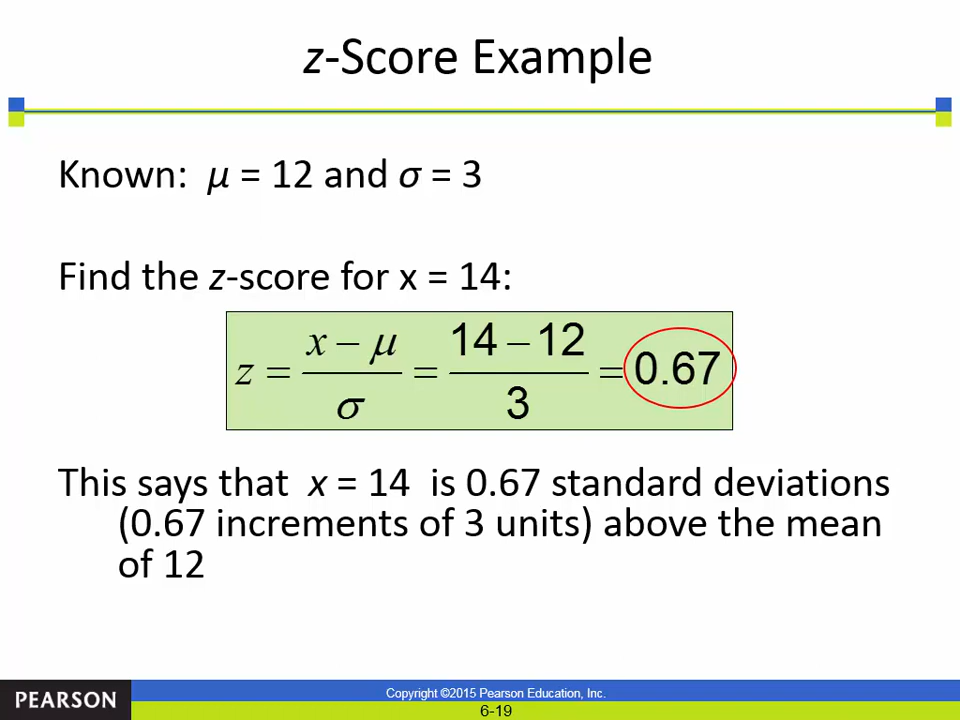 z-Score Example
Known: μ = 12 and σ = 3
Find the z-score for x = 14:
z = (x − μ)/σ = (14 − 12)/3 = 0.67
This says that x = 14 is 0.67 standard deviations
(0.67 increments of 3 units) above the mean
of 12
PEARSON
Copyright ©2015 Pearson Education, Inc.
6-19